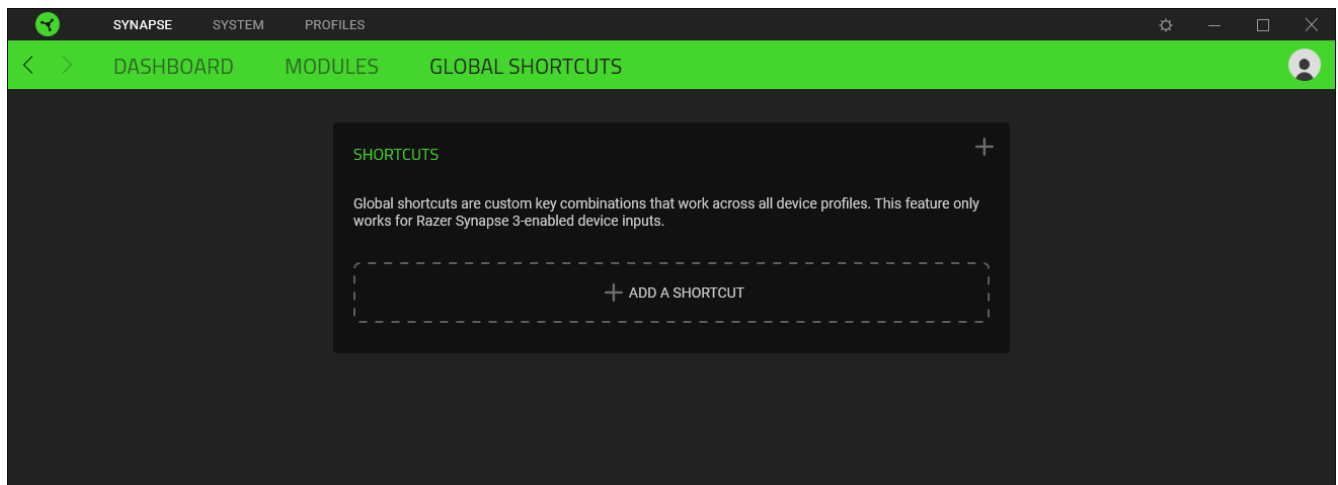 SYNAPSE SYSTEM PROFILES
DASHBOARD MODULES GLOBAL SHORTCUTS
SHORTCUTS
Global shortcuts are custom key combinations that work across all device profiles. This feature only
works for Razer Synapse 3-enabled device inputs.
ADD A SHORTCUT